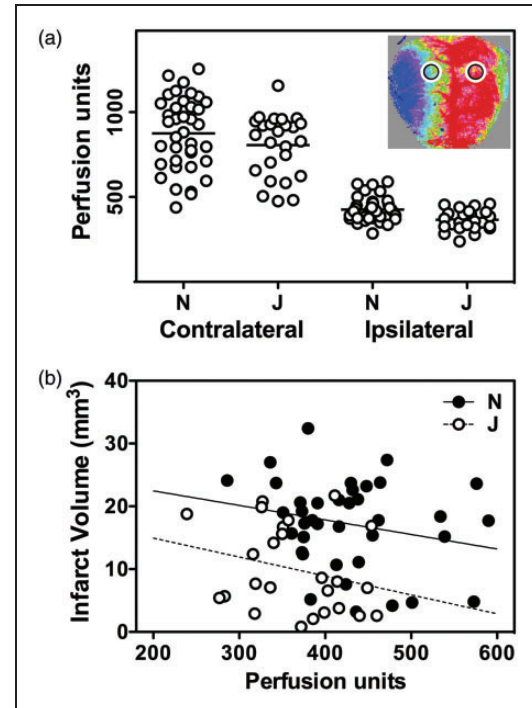 (a)
Perfusion units
1000
500
N J N J
Contralateral Ipsilateral
(b)
Infarct Volume (mm³)
40
30
20
10
0
N
J
200 300 400 500 600
Perfusion units